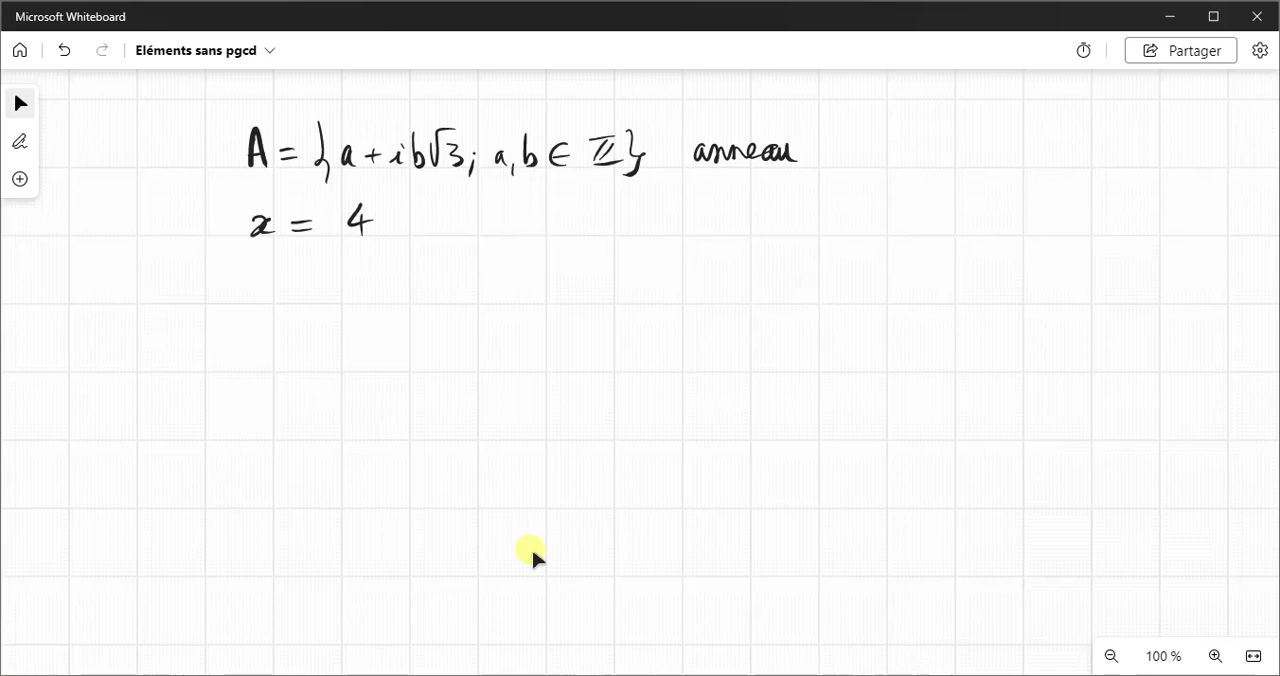 Microsoft Whiteboard
Eléments sans pgcd
Partager
A = {a + ib√3; a, b ∈ ℤ} anneau
x = 4
100 %